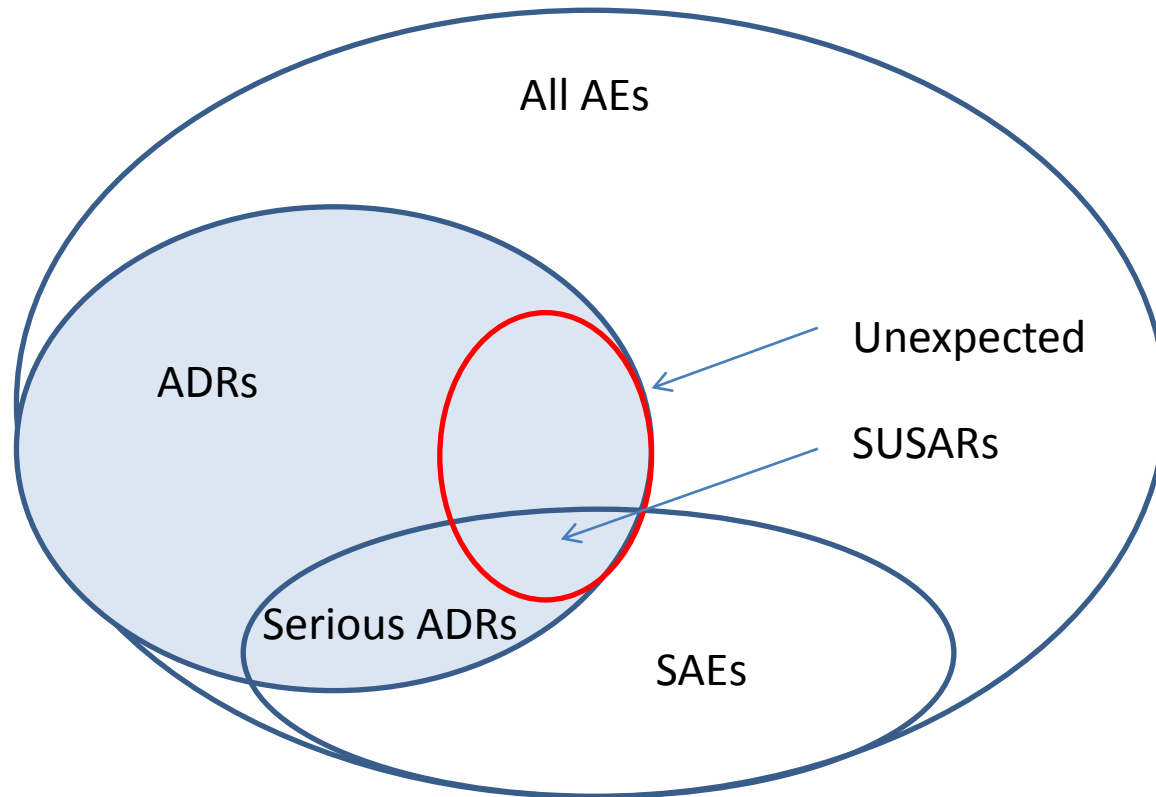 All AEs
Unexpected
ADRs
SUSARs
Serious ADRs
SAEs